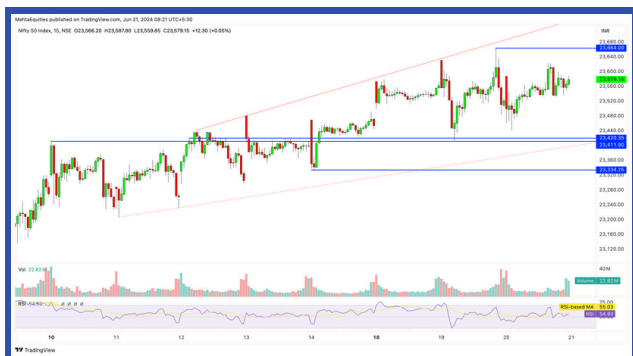 MehtaEquities published on TradingView.com, Jun 21, 2024 08:21 UTC+5:30
Nifty 50 Index, 15, NSE O23,566.20 H23,587.80 L23,559.65 C23,579.15 +12.30 (+0.05%)
INR
23,680.00
23,664.00
23,640.00
23,600.00
23,579.15
23,560.00
23,520.00
23,480.00
23,440.00
23,420.35
23,411.90
23,360.00
23,334.25
23,320.00
23,280.00
23,240.00
23,200.00
23,160.00
23,120.00
Vol 22.82M
40M
Volume 22.82M
RSI 54.93
75.00
RSI-based MA 55.03
RSI 54.93
10 11 12 13 14 18 19 20 21
TradingView